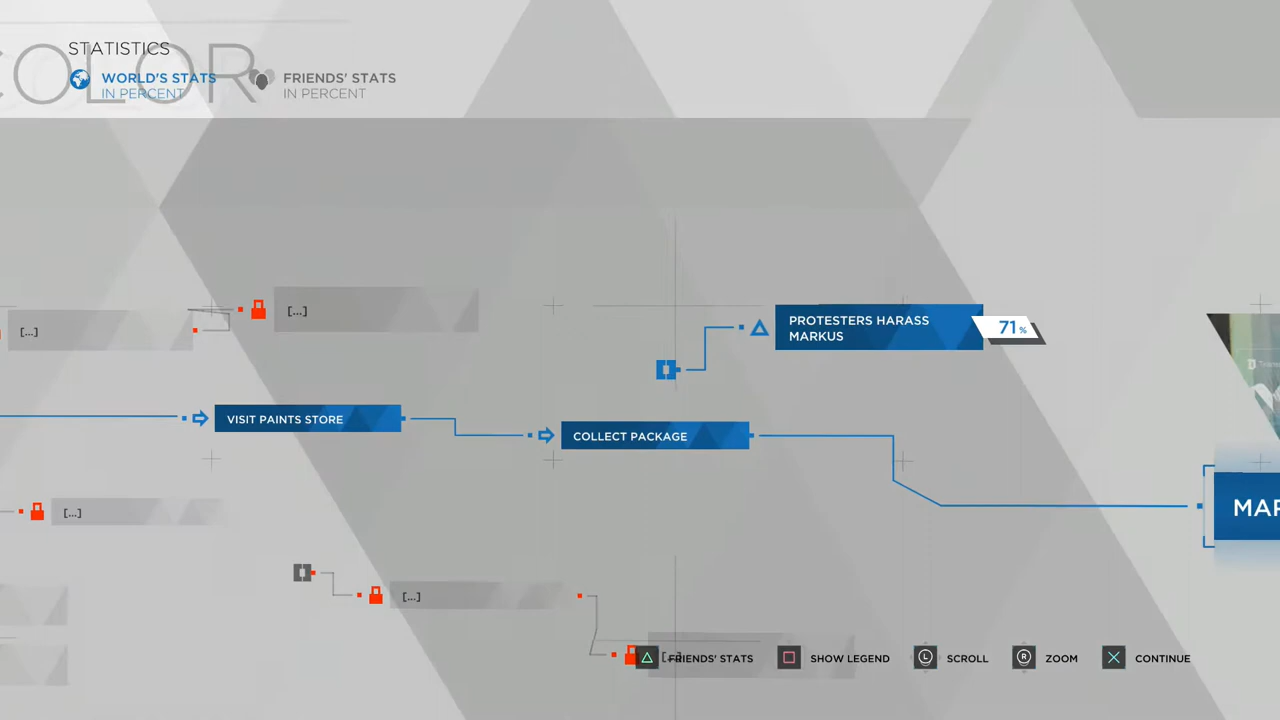 COLOR
STATISTICS
WORLD'S STATS
IN PERCENT
FRIENDS' STATS
IN PERCENT
[...]
[...]
PROTESTERS HARASS
MARKUS
71%
VISIT PAINTS STORE
COLLECT PACKAGE
MAR
[...]
[...]
[...]
FRIENDS' STATS
SHOW LEGEND
L
SCROLL
R
ZOOM
CONTINUE